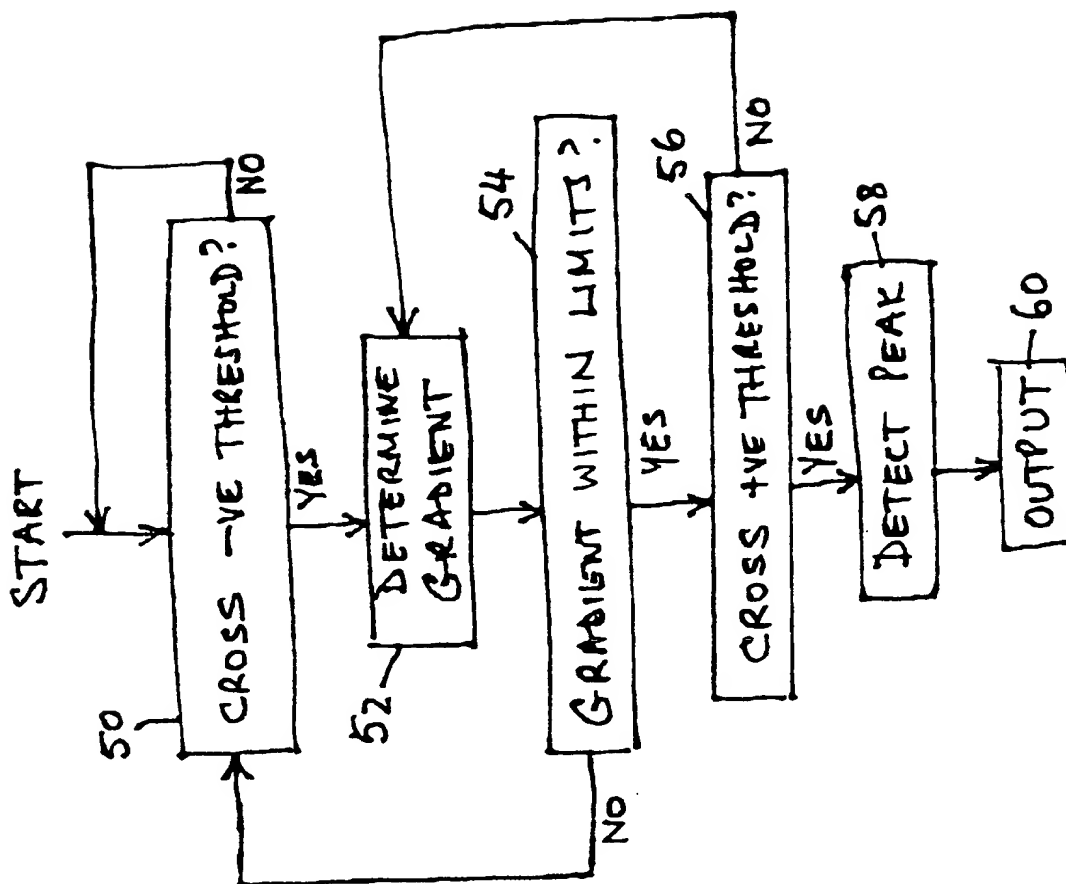 START
50
CROSS -VE THRESHOLD?
NO
YES
52
DETERMINE
GRADIENT
54
GRADIENT WITHIN LIMITS?
NO
YES
56
CROSS +VE THRESHOLD?
NO
YES
58
DETECT PEAK
60
OUTPUT